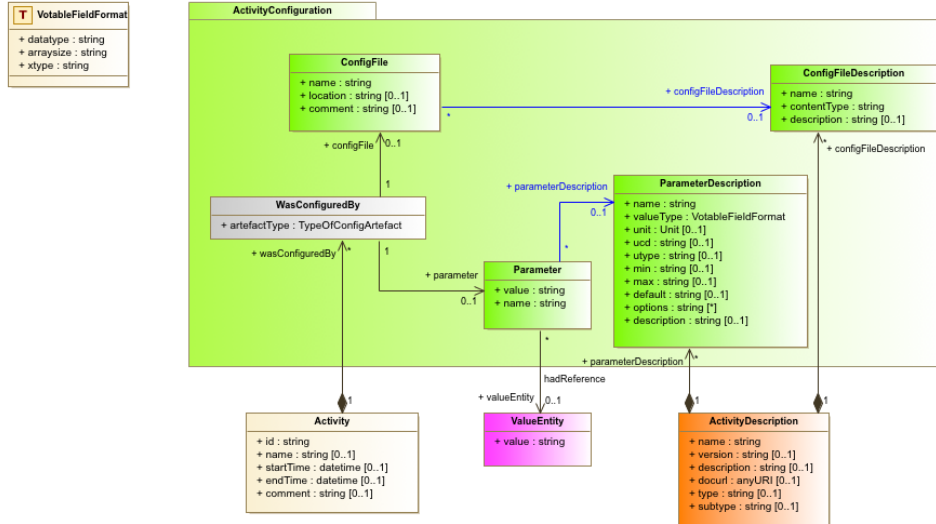 T VotableFieldFormat
+ datatype : string
+ arraysize : string
+ xtype : string
ActivityConfiguration
ConfigFile
+ name : string
+ location : string [0..1]
+ comment : string [0..1]
+ configFileDescription
*
0..1
ConfigFileDescription
+ name : string
+ contentType : string
+ description : string [0..1]
+ configFile
0..1
1
* 
+ configFileDescription
WasConfiguredBy
+ artefactType : TypeOfConfigArtefact
+ wasConfiguredBy
*
1
+ parameter
0..1
+ parameterDescription
0..1
*
Parameter
+ value : string
+ name : string
ParameterDescription
+ name : string
+ valueType : VotableFieldFormat
+ unit : Unit [0..1]
+ ucd : string [0..1]
+ utype : string [0..1]
+ min : string [0..1]
+ max : string [0..1]
+ default : string [0..1]
+ options : string [*]
+ description : string [0..1]
*
+ parameterDescription
*
hadReference
+ valueEntity
0..1
1
1
1
Activity
+ id : string
+ name : string [0..1]
+ startTime : datetime [0..1]
+ endTime : datetime [0..1]
+ comment : string [0..1]
ValueEntity
+ value : string
ActivityDescription
+ name : string
+ version : string [0..1]
+ description : string [0..1]
+ docurl : anyURI [0..1]
+ type : string [0..1]
+ subtype : string [0..1]